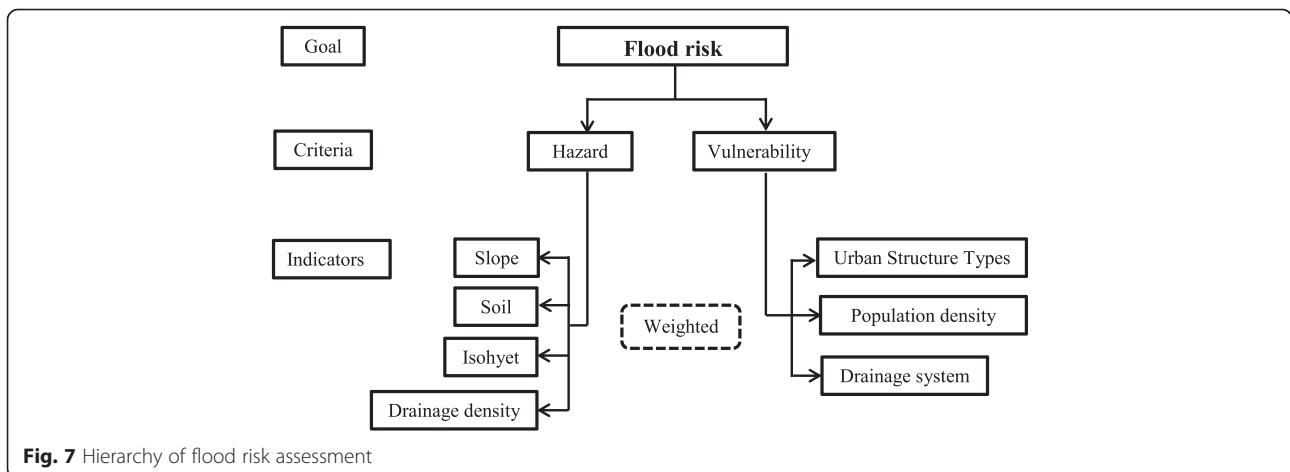 Goal
Flood risk
Criteria
Hazard
Vulnerability
Indicators
Slope
Urban Structure Types
Soil
Population density
Weighted
Isohyet
Drainage system
Drainage density
Fig. 7 Hierarchy of flood risk assessment